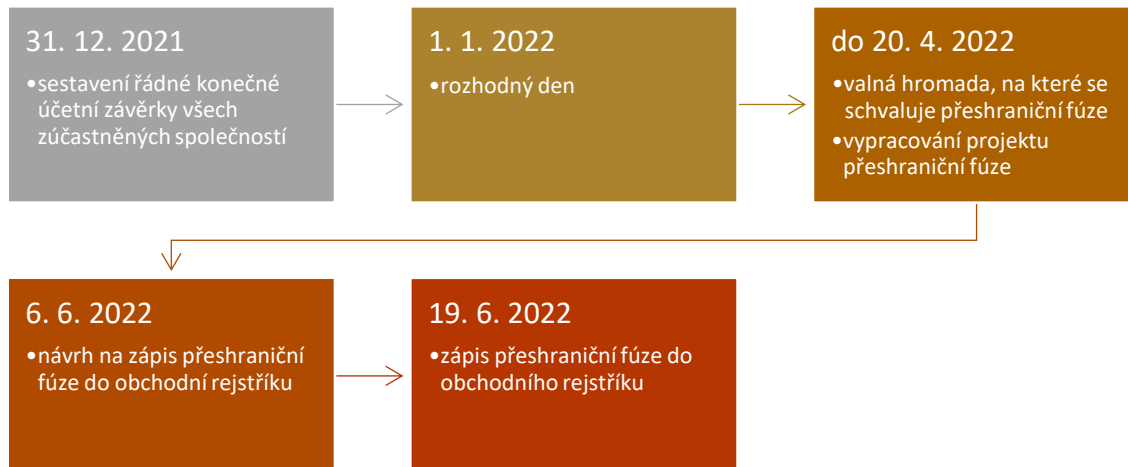 31. 12. 2021
•sestavení řádné konečné
účetní závěrky všech
zúčastněných společností
1. 1. 2022
•rozhodný den
do 20. 4. 2022
•valná hromada, na které se
schvaluje přeshraniční fúze
•vypracování projektu
přeshraniční fúze
6. 6. 2022
•návrh na zápis přeshraniční
fúze do obchodní rejstříku
19. 6. 2022
•zápis přeshraniční fúze do
obchodního rejstříku